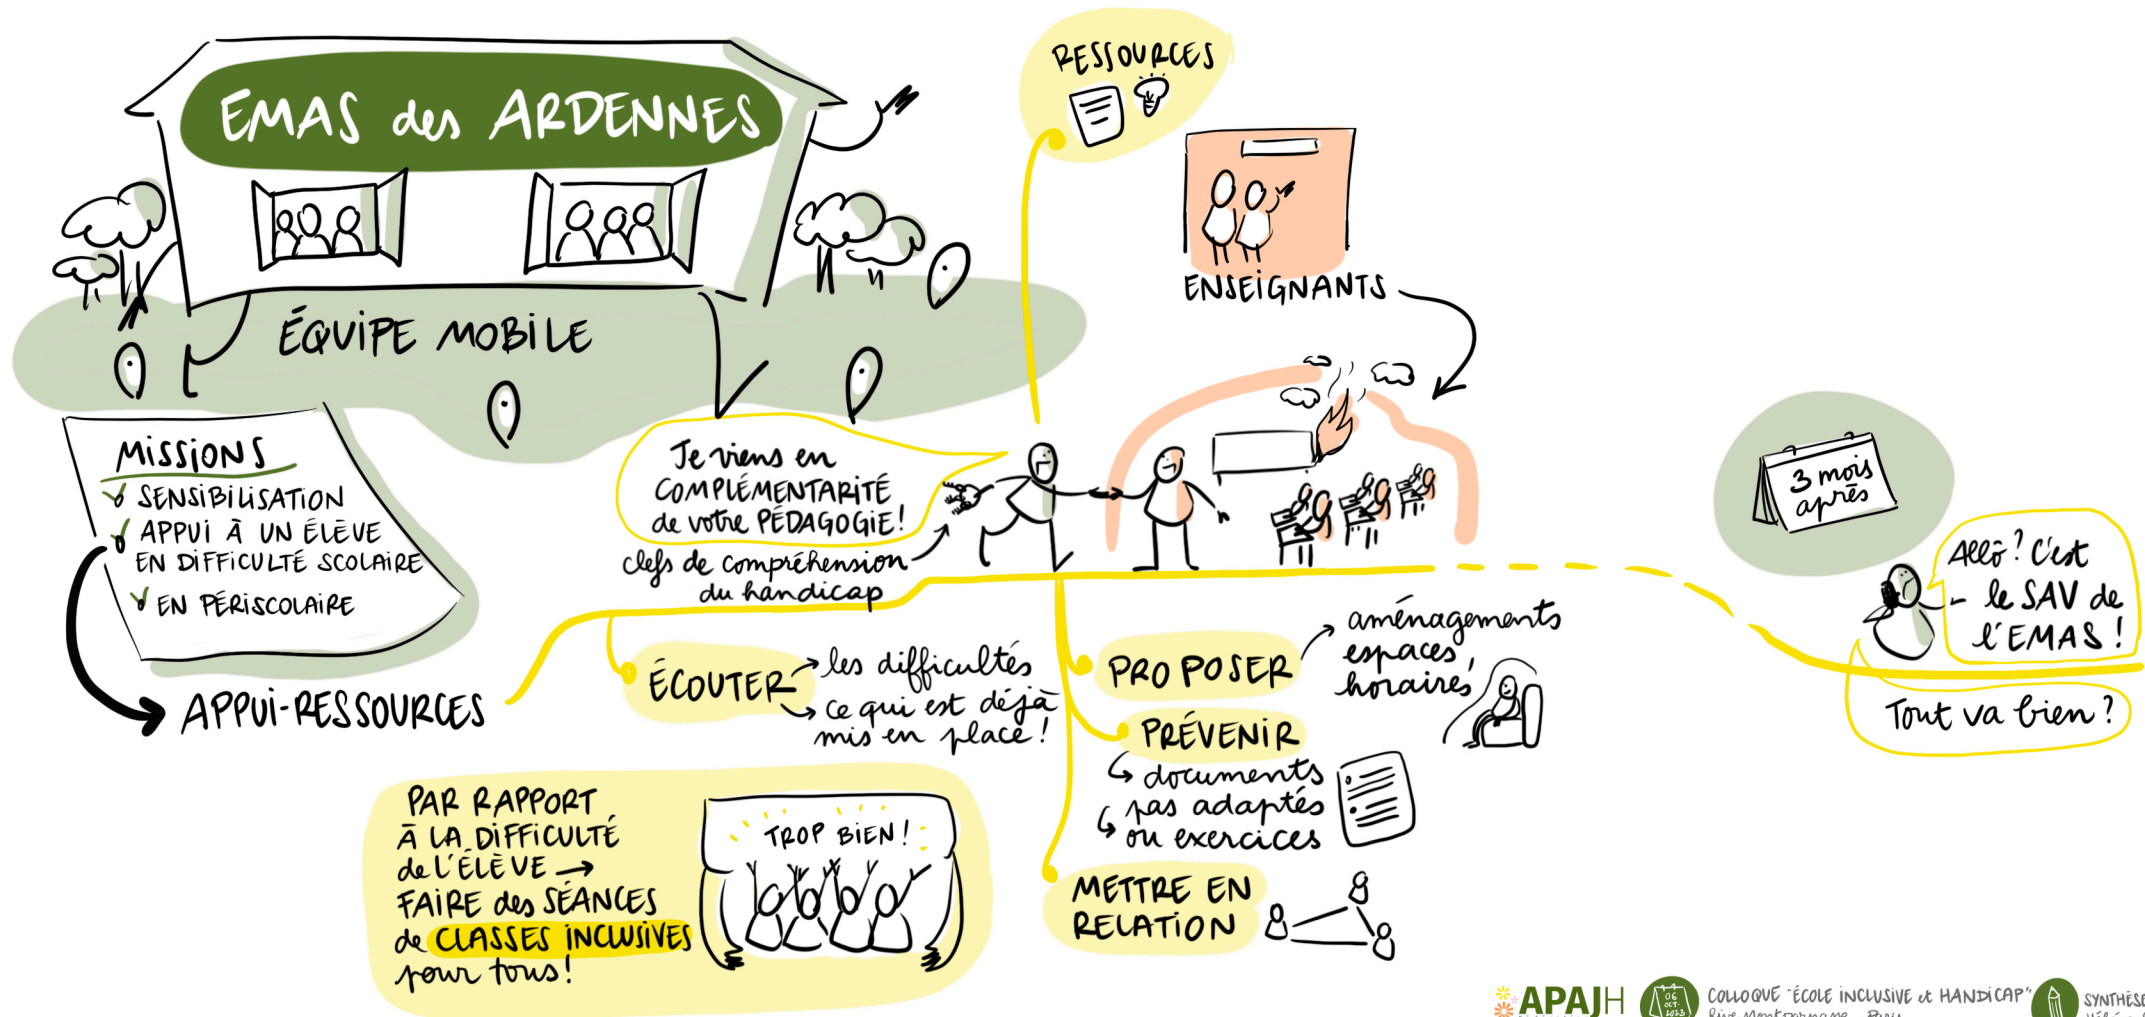 EMAS des ARDENNES
ÉQUIPE MOBILE
MISSIONS
SENSIBILISATION
APPUI À UN ÉLÈVE
EN DIFFICULTÉ SCOLAIRE
EN PÉRISCOLAIRE
APPUI-RESSOURCES
RESSOURCES
ENSEIGNANTS
Je viens en
COMPLÉMENTARITÉ
de votre PÉDAGOGIE!
clefs de compréhension
du handicap
ÉCOUTER
les difficultés
ce qui est déjà
mis en place!
PROPOSER
aménagements
espaces,
horaires
PRÉVENIR
documents
pas adaptés
ou exercices
METTRE EN
RELATION
PAR RAPPORT
À LA DIFFICULTÉ
de L'ÉLÈVE →
FAIRE des SÉANCES
de CLASSES INCLUSIVES
pour tous!
TROP BIEN!
3 mois
après
Allô? C'est
le SAV de
l'EMAS!
Tout va bien?
APAJH
06
OCT.
2023
COLLOQUE "ÉCOLE INCLUSIVE et HANDICAP"
SYNTHÈSE